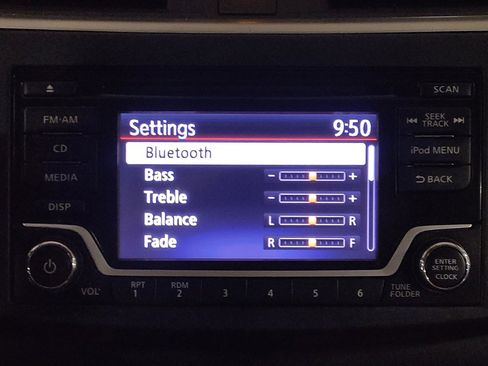 SCAN
FM·AM
SEEK
TRACK
CD
iPod MENU
MEDIA
BACK
DISP
Settings 9:50
Bluetooth
Bass - +
Treble - +
Balance L R
Fade R F
ENTER
SETTING
CLOCK
VOL
RPT
1
RDM
2
3
4
5
6
TUNE
FOLDER